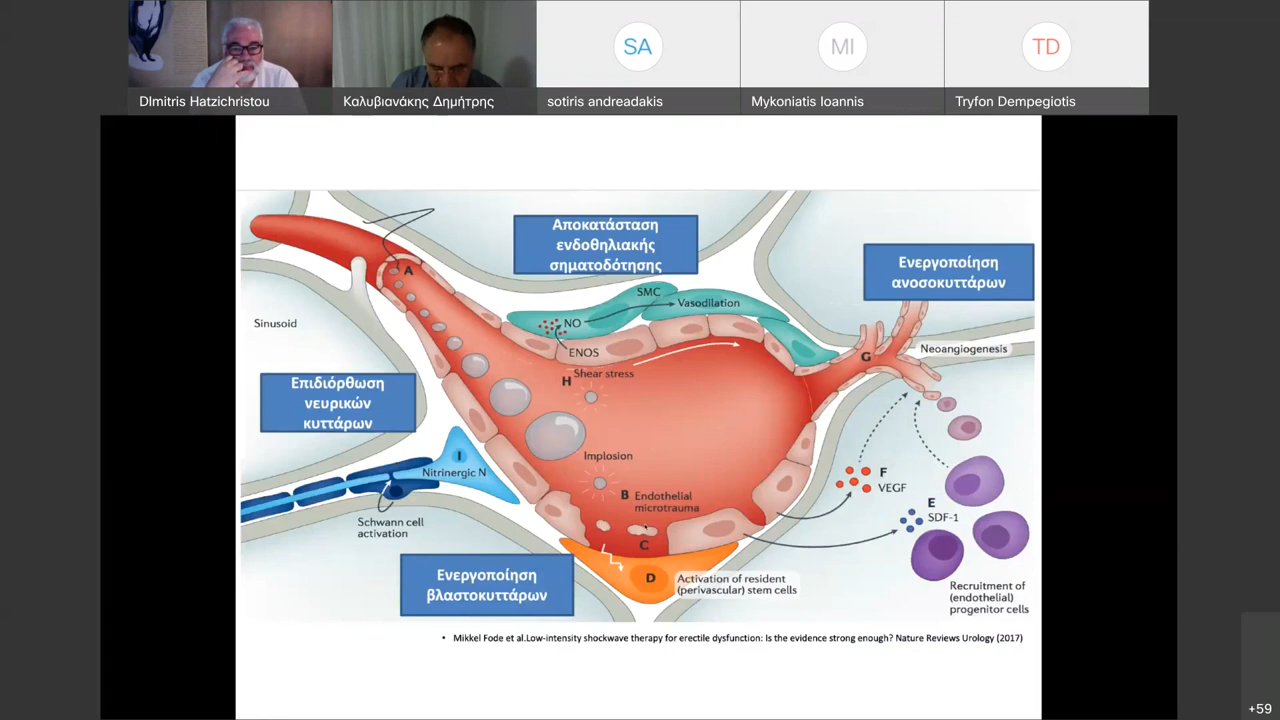 SA
MI
TD
DImitris Hatzichristou
Καλυβιανάκης Δημήτρης
sotiris andreadakis
Mykoniatis Ioannis
Tryfon Dempegiotis
Αποκατάσταση
ενδοθηλιακής
σηματοδότησης
Ενεργοποίηση
ανοσοκυττάρων
A
SMC
Vasodilation
NO
Sinusoid
ENOS
G
Neoangiogenesis
H
Shear stress
Επιδιόρθωση
νευρικών
κυττάρων
I
Nitrinergic N
Implosion
F
VEGF
B
Endothelial
microtrauma
E
SDF-1
Schwann cell
activation
C
D
Activation of resident
(perivascular) stem cells
Ενεργοποίηση
βλαστοκυττάρων
Recruitment of
(endothelial)
progenitor cells
• Mikkel Fode et al.Low-intensity shockwave therapy for erectile dysfunction: Is the evidence strong enough? Nature Reviews Urology (2017)
+59